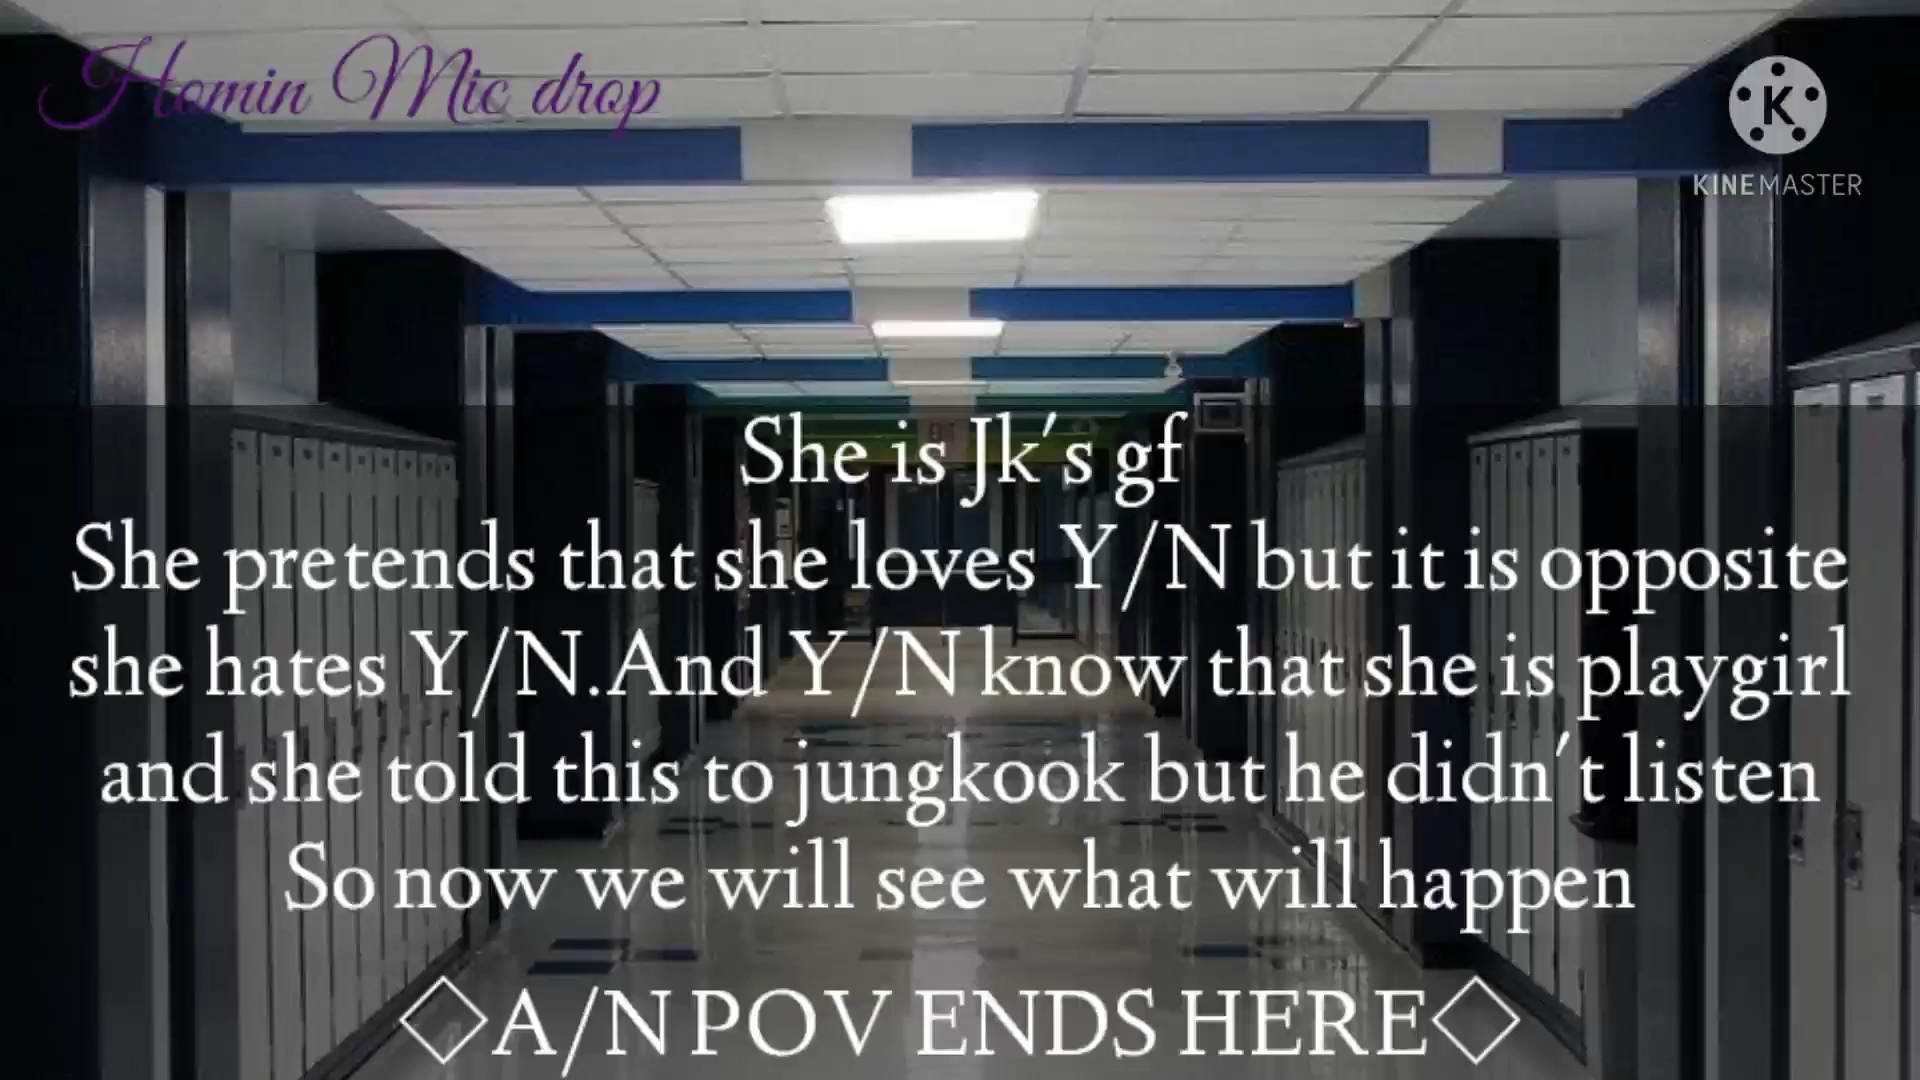 Homin Mic drop
K
KINEMASTER
She is Jk's gf
She pretends that she loves Y/N but it is opposite
she hates Y/N.And Y/N know that she is playgirl
and she told this to jungkook but he didn't listen
So now we will see what will happen
◇A/N POV ENDS HERE◇